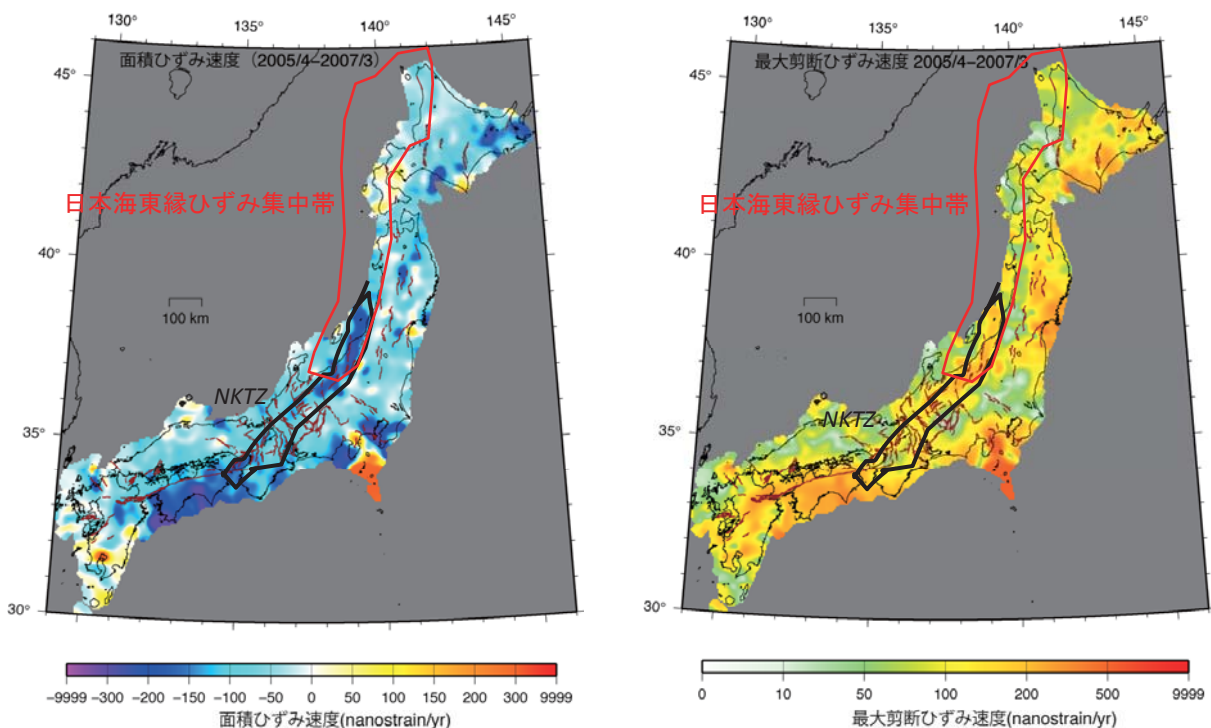 130°
135°
140°
145°
面積ひずみ速度（2005/4−2007/3）
45°
日本海東縁ひずみ集中帯
40°
100 km
NKTZ
35°
30°
−9999 −300 −200 −150 −100 −50 0 50 100 150 200 300 9999
面積ひずみ速度(nanostrain/yr)
130°
135°
140°
145°
最大剪断ひずみ速度 2005/4−2007/3
45°
日本海東縁ひずみ集中帯
40°
100 km
NKTZ
35°
30°
0 10 50 100 200 500 9999
最大剪断ひずみ速度(nanostrain/yr)